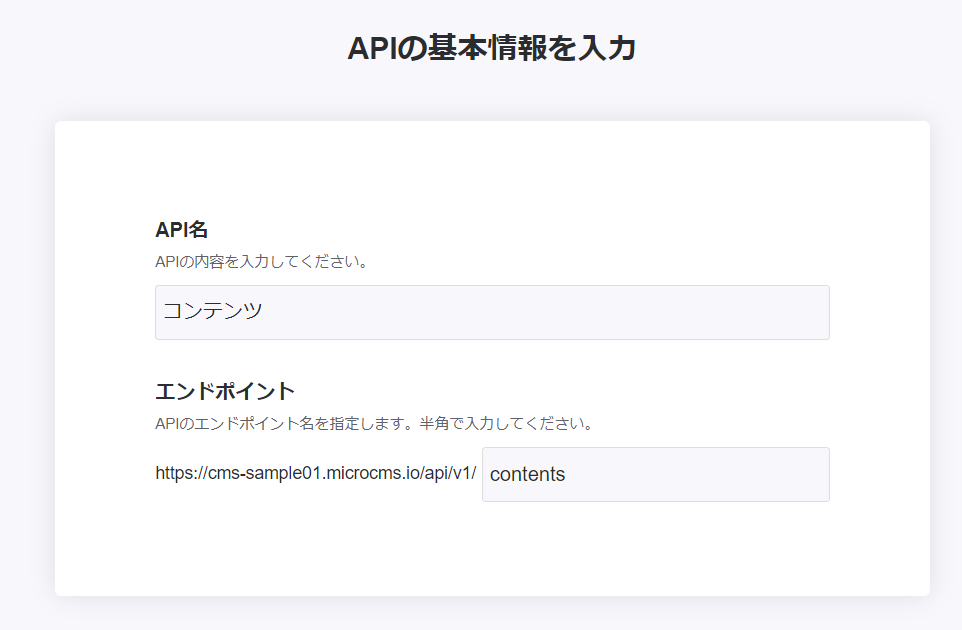 APIの基本情報を入力
API名
APIの内容を入力してください。
コンテンツ
エンドポイント
APIのエンドポイント名を指定します。半角で入力してください。
https://cms-sample01.microcms.io/api/v1/ contents